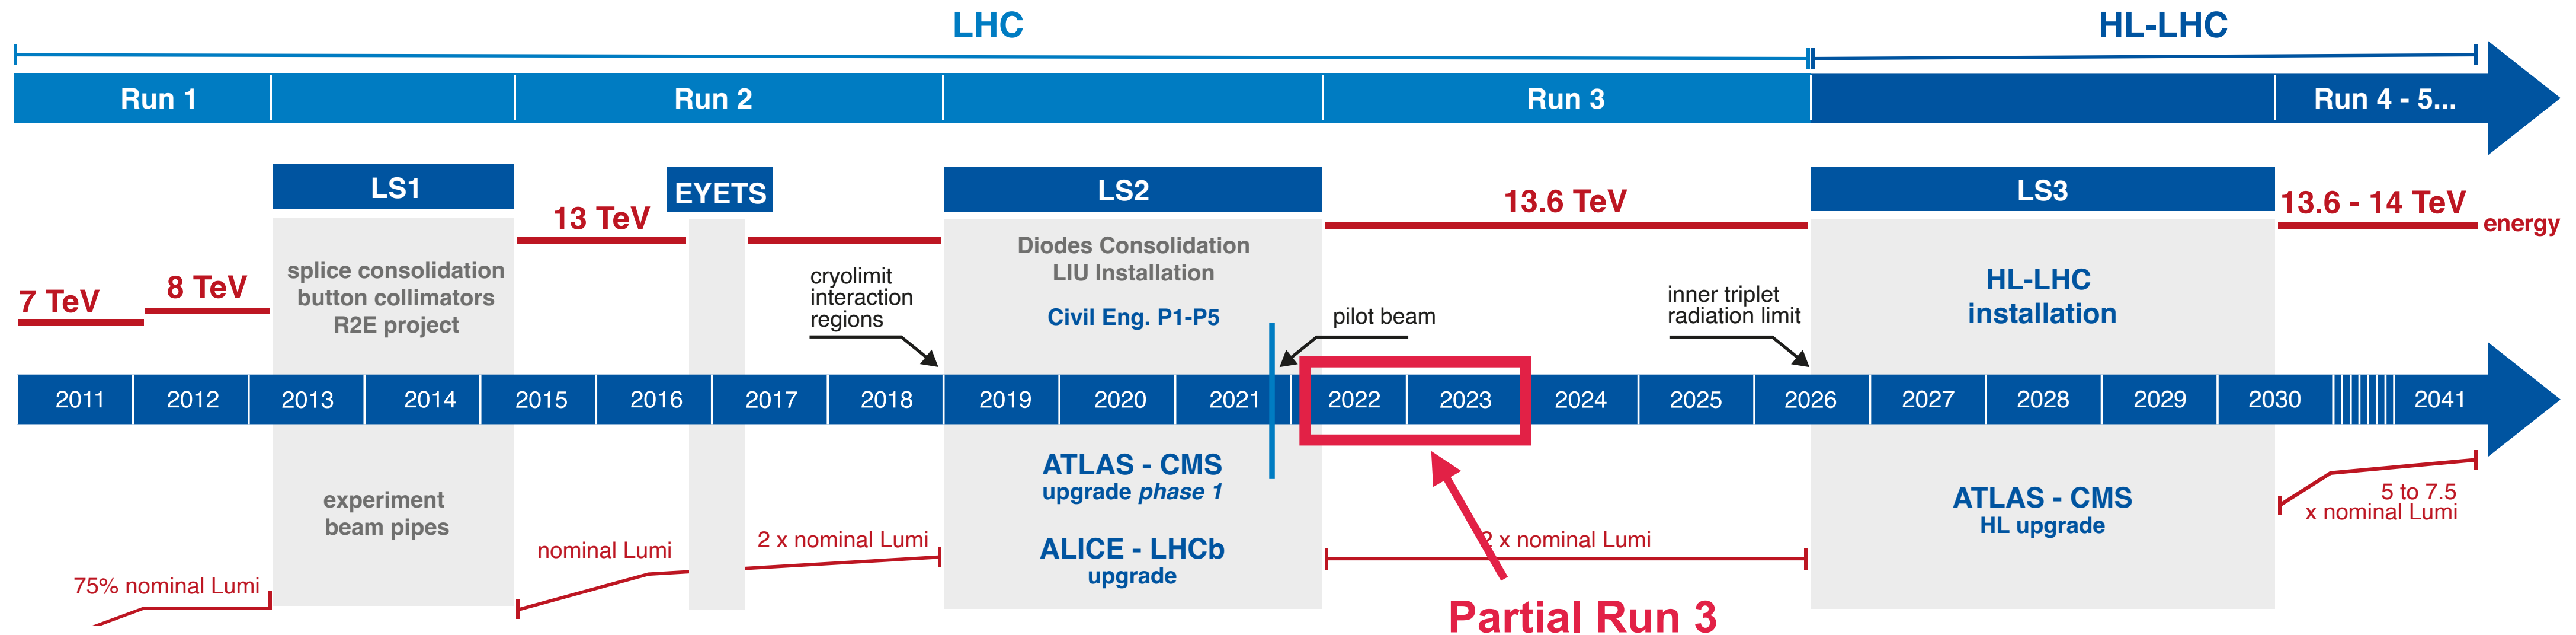 LHC
HL-LHC
Run 1
Run 2
Run 3
Run 4 - 5...
LS1
EYETS
LS2
LS3
13 TeV
13.6 TeV
13.6 - 14 TeV
energy
7 TeV
8 TeV
splice consolidation
button collimators
R2E project
cryolimit
interaction
regions
Diodes Consolidation
LIU Installation
Civil Eng. P1-P5
pilot beam
inner triplet
radiation limit
HL-LHC
installation
2011
2012
2013
2014
2015
2016
2017
2018
2019
2020
2021
2022
2023
2024
2025
2026
2027
2028
2029
2030
2041
experiment
beam pipes
ATLAS - CMS
upgrade phase 1
ALICE - LHCb
upgrade
ATLAS - CMS
HL upgrade
75% nominal Lumi
nominal Lumi
2 x nominal Lumi
2 x nominal Lumi
5 to 7.5
x nominal Lumi
Partial Run 3